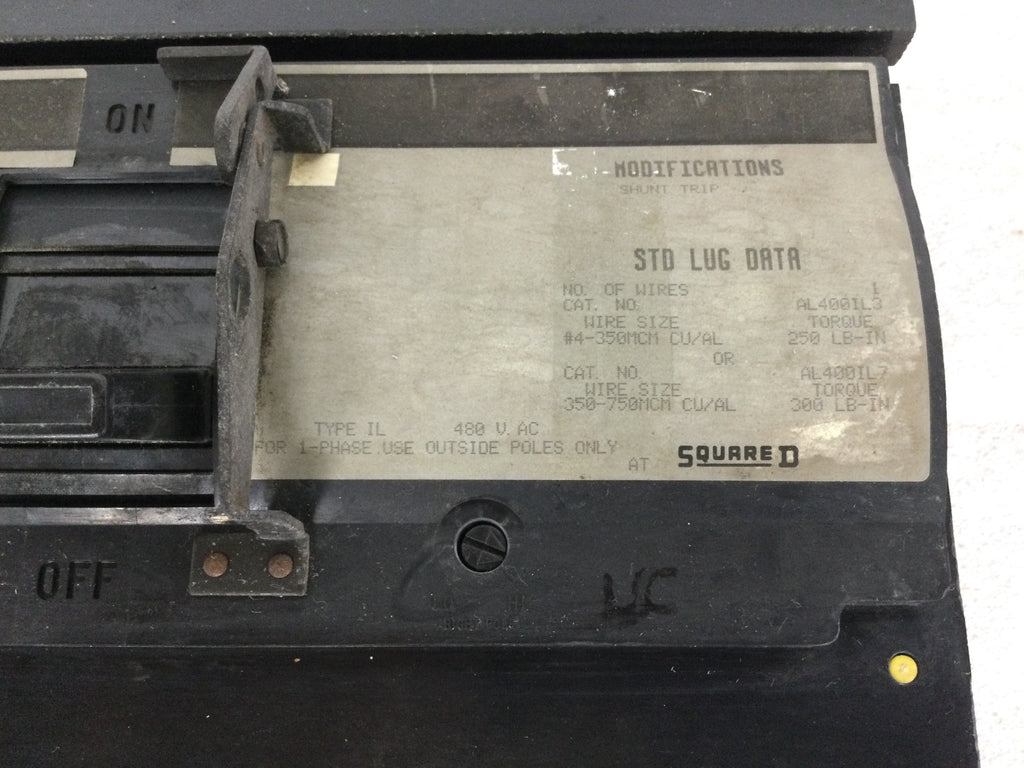 ON
MODIFICATIONS
SHUNT TRIP
STD LUG DATA
NO. OF WIRES 1
CAT. NO. AL400IL3
WIRE SIZE TORQUE
#4-350MCM CU/AL 250 LB-IN
OR
CAT. NO. AL400IL7
WIRE SIZE TORQUE
350-750MCM CU/AL 300 LB-IN
TYPE IL 480 V AC
FOR 1-PHASE USE OUTSIDE POLES ONLY
AT SQUARE D
OFF
UC
HI